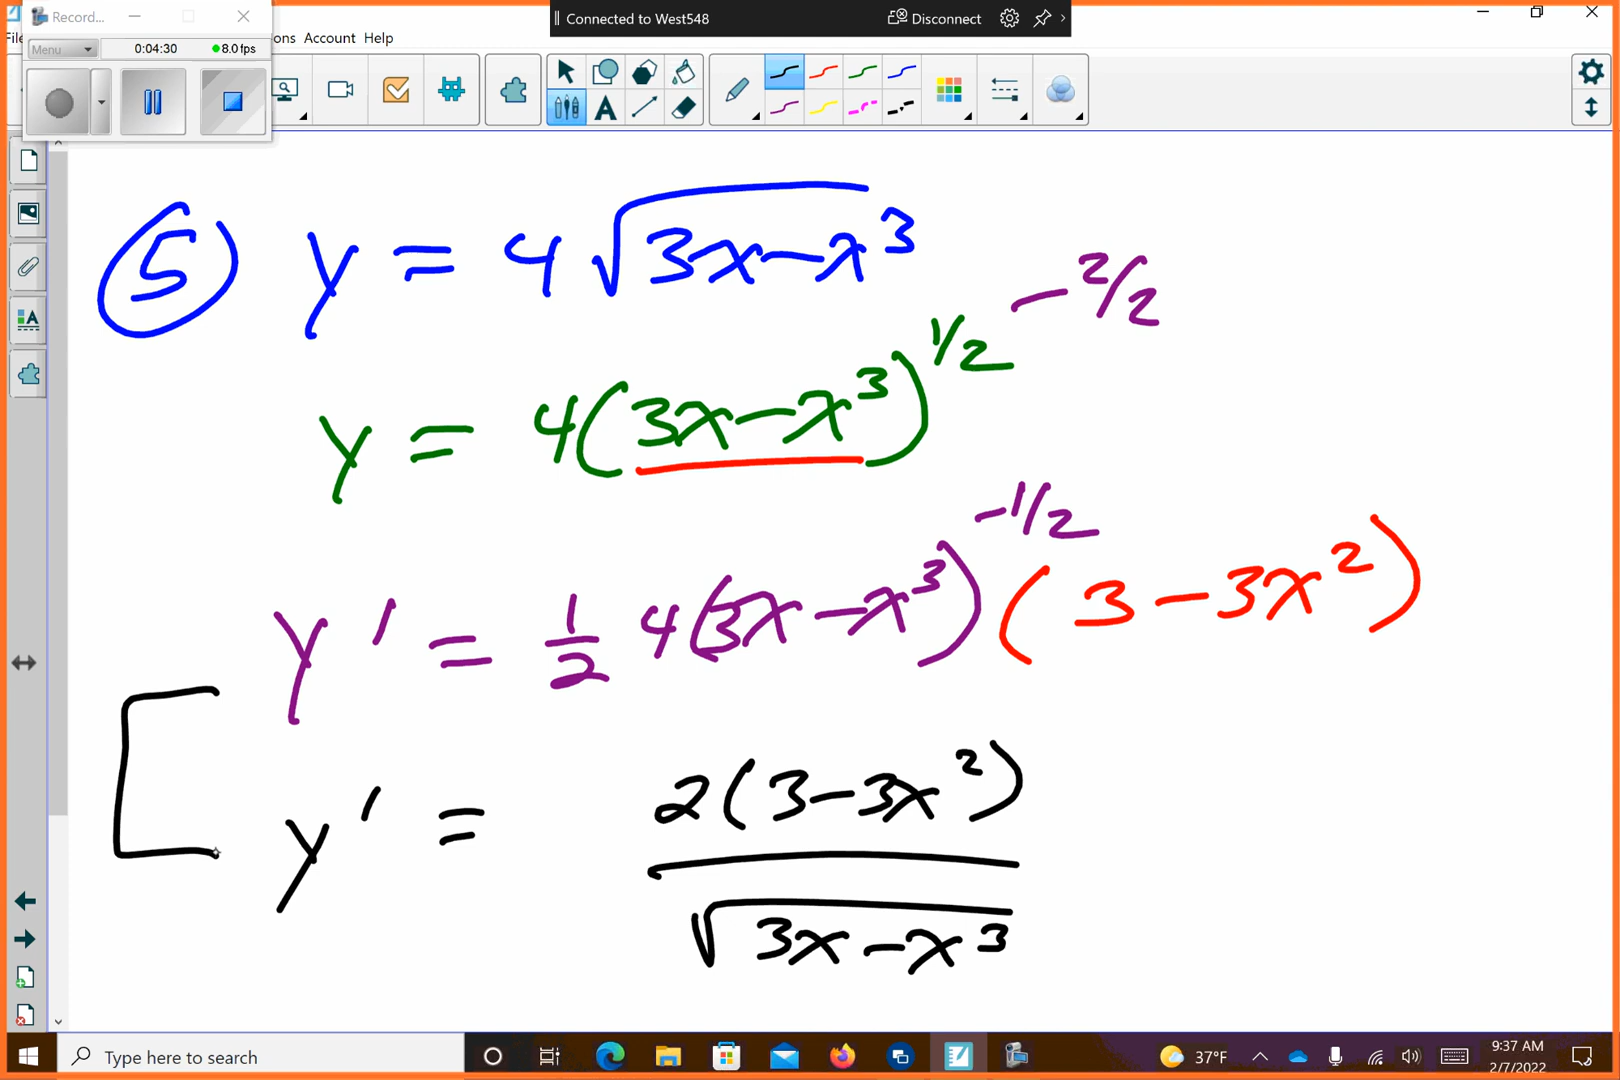 Record...
Connected to West548
Disconnect
File
ons Account Help
Menu
0:04:30
8.0 fps
A
A
5 y = 4√3x-x³
-2/2
y = 4(3x-x³)^1/2
y' = 1/2 4(3x-x³)^-1/2 (3-3x²)
y' = 2(3-3x²)
√3x-x³
Type here to search
37°F
9:37 AM
2/7/2022